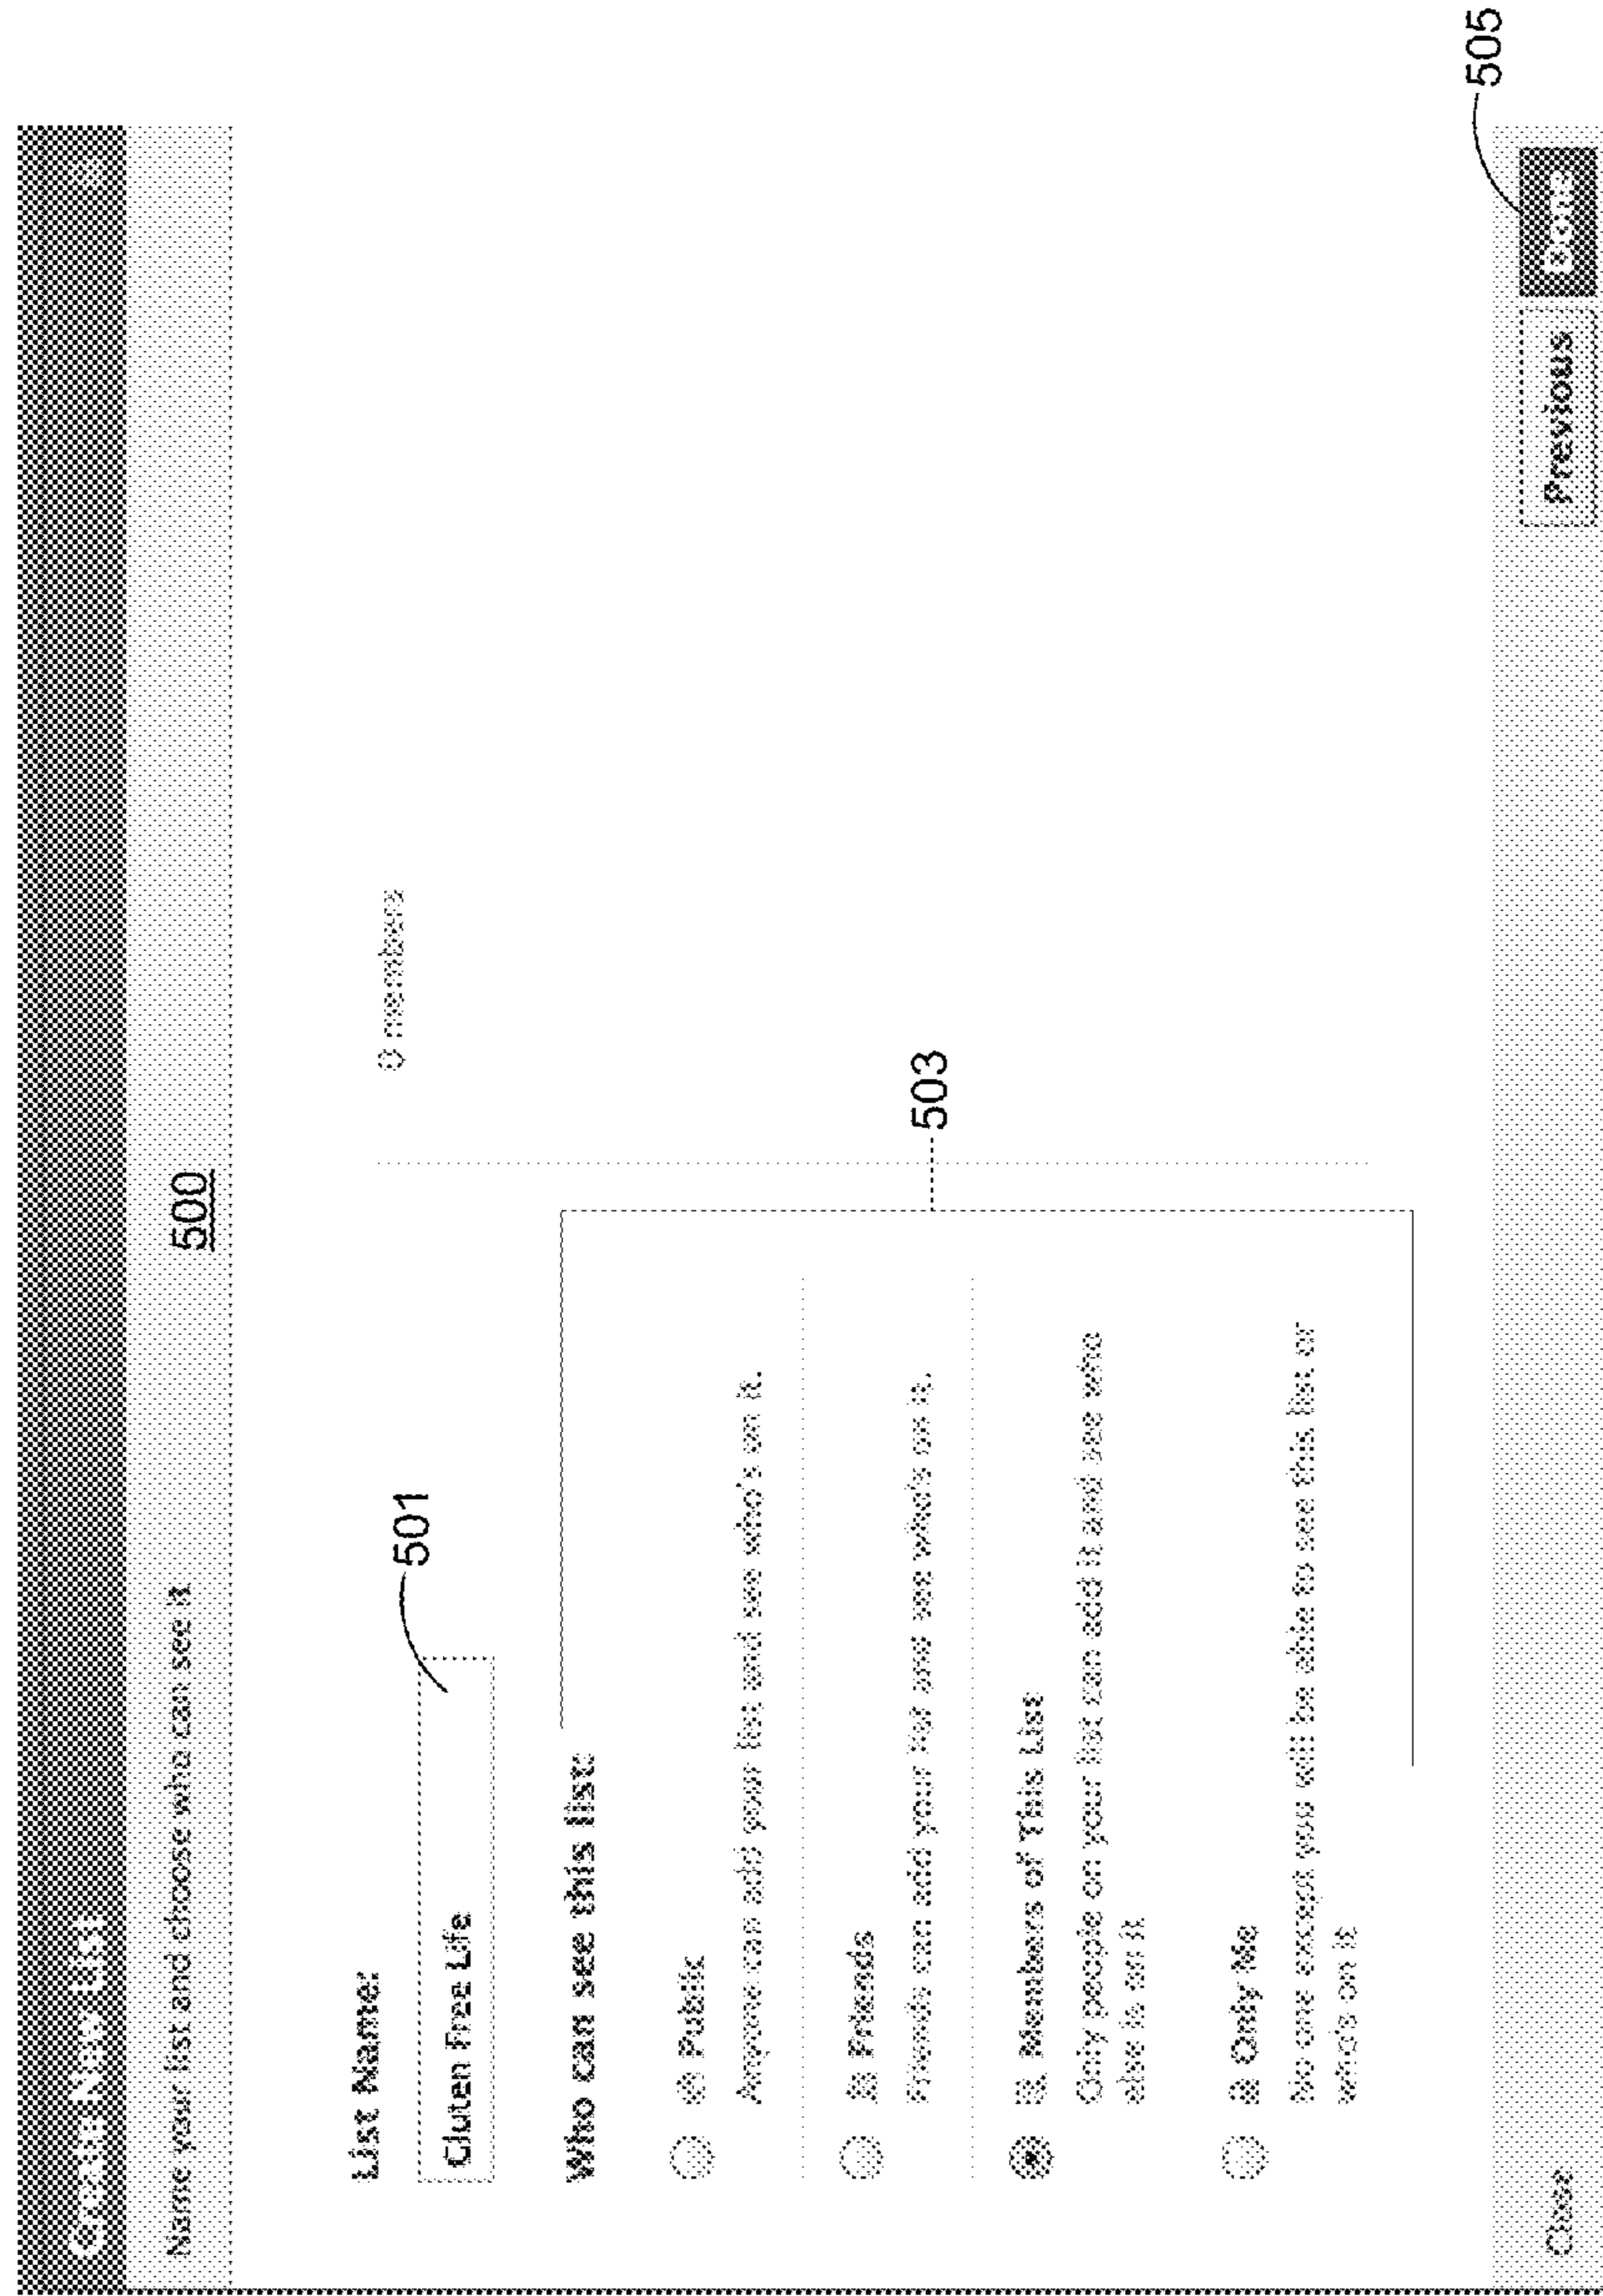 Create New List
Name your list and choose who can see it
500
List Name:
Gluten Free Life
501
0 members
Who can see this list:
Public
Anyone can add your list and see who's on it.
Friends
Friends can add your list and see who's on it.
503
Members of This List
Only people on your list can add it and see who
else is on it
Only Me
No one except you will be able to see this list or
who's on it
Close
Previous
Done
505